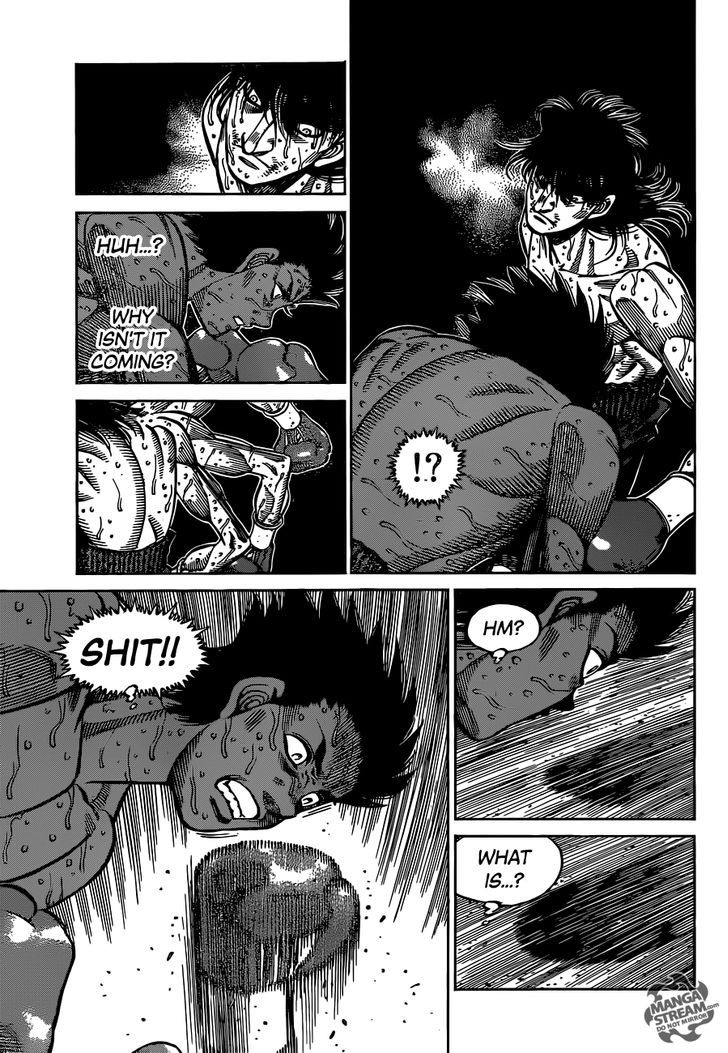 !?
HUH...?
WHY
ISN'T IT
COMING?
HM?
WHAT
IS...?
SHIT!!
MANGA
STREAM.com
DO NOT MIRROR